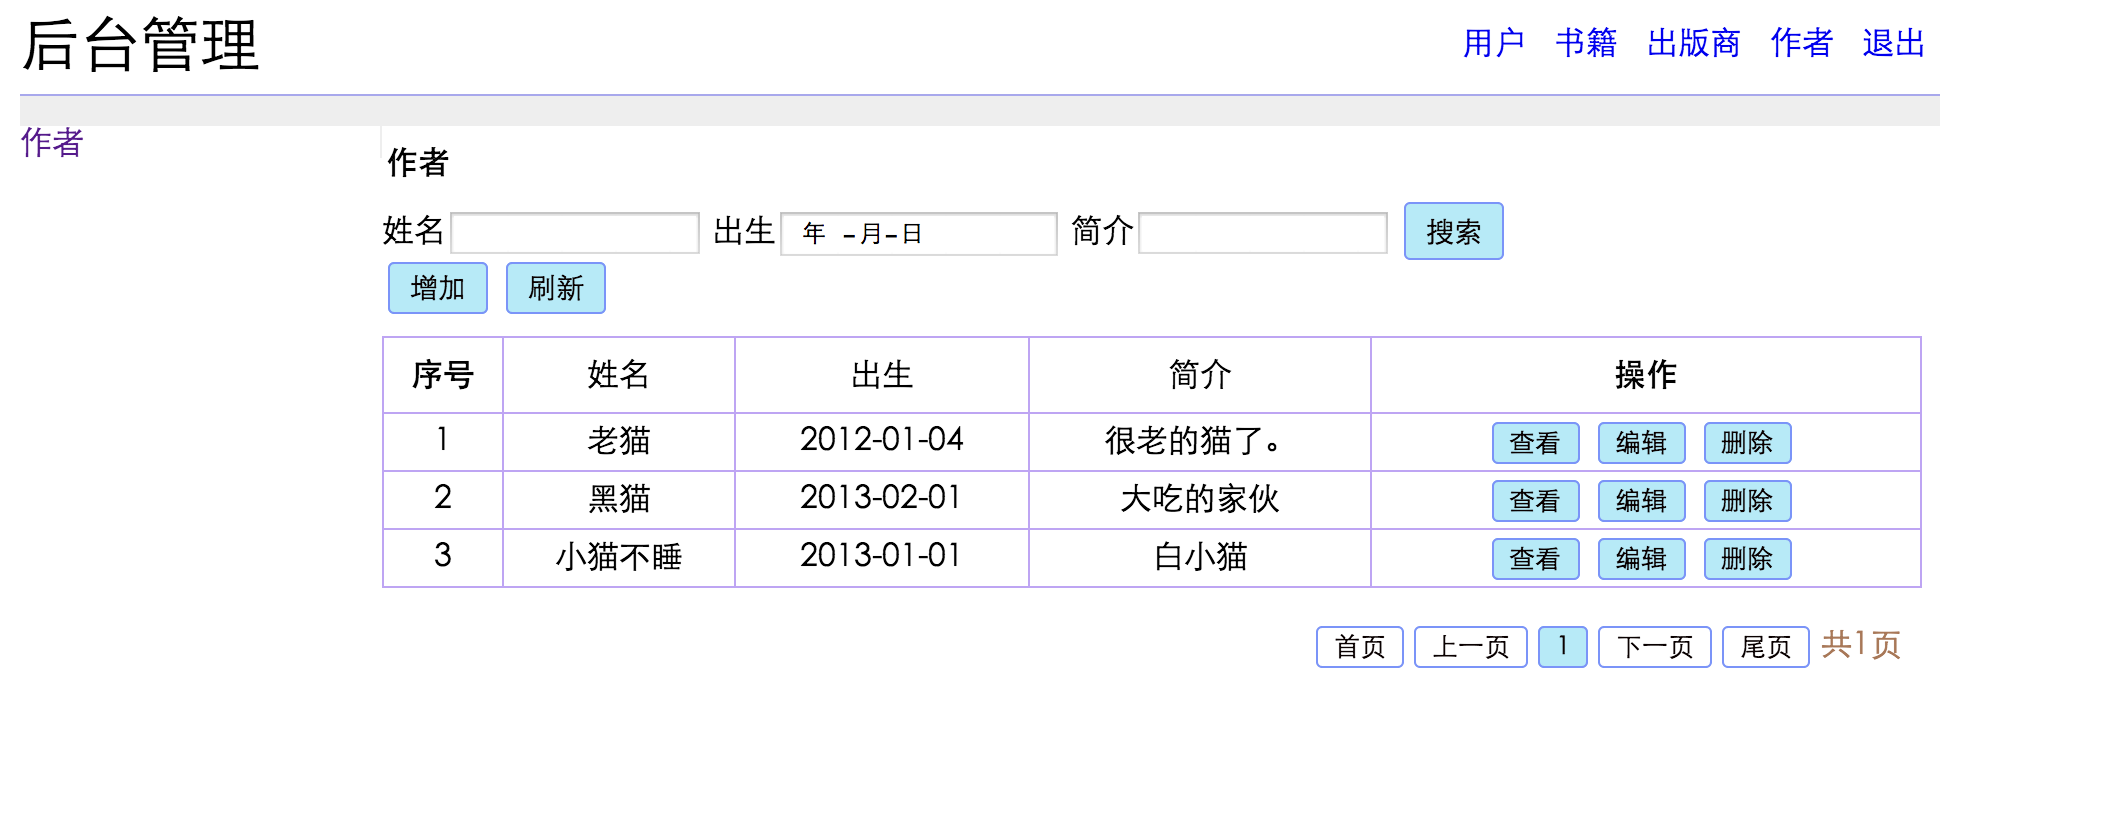 后台管理 用户 书籍 出版商 作者 退出
作者
作者
姓名 出生 年 -月-日 简介 搜索
增加 刷新
序号 姓名 出生 简介 操作
1 老猫 2012-01-04 很老的猫了。 查看 编辑 删除
2 黑猫 2013-02-01 大吃的家伙 查看 编辑 删除
3 小猫不睡 2013-01-01 白小猫 查看 编辑 删除
首页 上一页 1 下一页 尾页 共1页